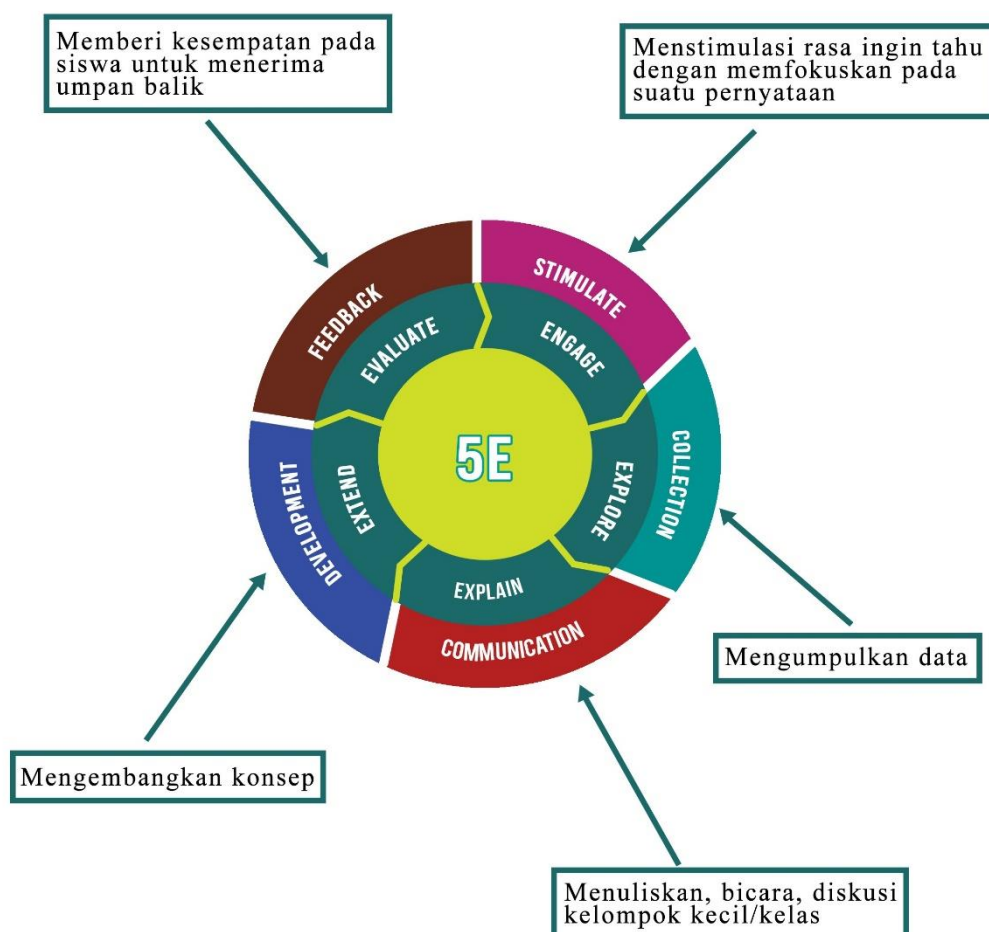 Memberi kesempatan pada
siswa untuk menerima
umpan balik
Menstimulasi rasa ingin tahu
dengan memfokuskan pada
suatu pernyataan
STIMULATE
ENGAGE
COLLECTION
EXPLORE
EXPLAIN
COMMUNICATION
EXTEND
DEVELOPMENT
EVALUATE
FEEDBACK
5E
Mengumpulkan data
Mengembangkan konsep
Menuliskan, bicara, diskusi
kelompok kecil/kelas